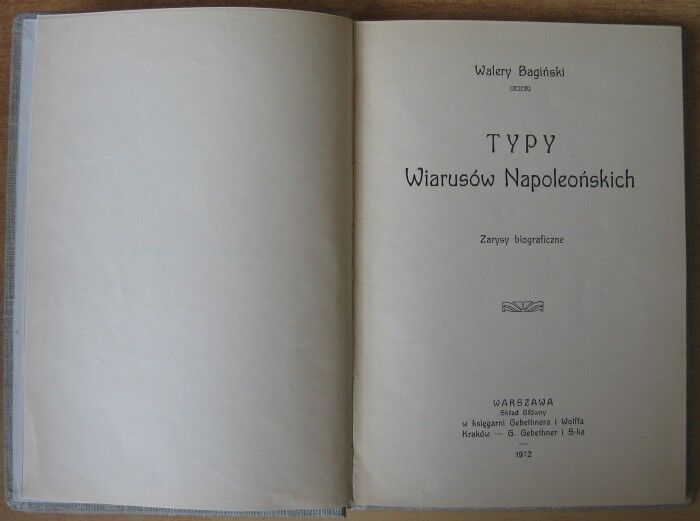 Walery Bagiński
TYPY
Wiarusów Napoleońskich
Zarysy biograficzne
WARSZAWA
Skład Główny
w księgarni Gebethnera i Wolffa
Kraków — G. Gebethner i S-ka
—
1912